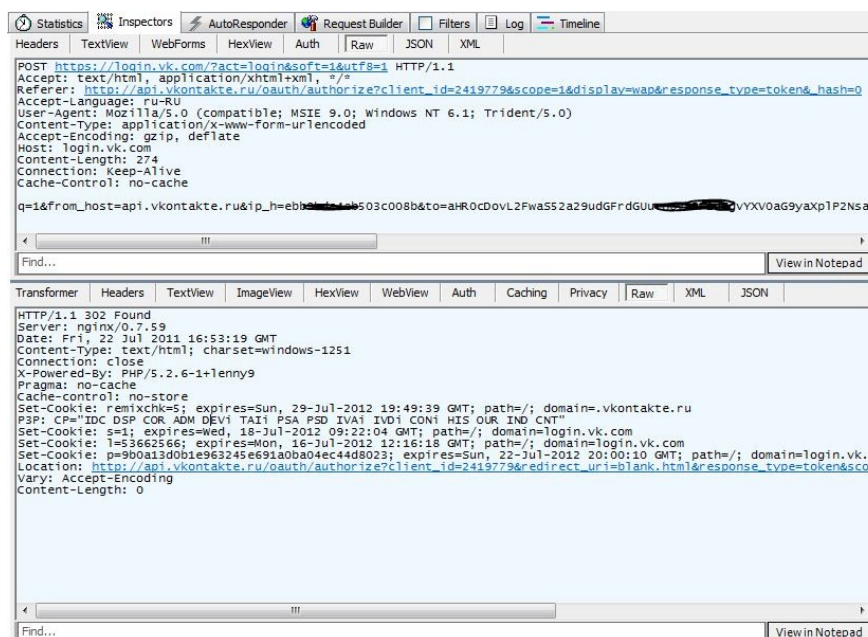 Statistics Inspectors AutoResponder Request Builder Filters Log Timeline
Headers TextView WebForms HexView Auth Raw JSON XML
POST https://login.vk.com/?act=login&soft=1&utf8=1 HTTP/1.1
Accept: text/html, application/xhtml+xml, */*
Referer: http://api.vkontakte.ru/oauth/authorize?client_id=2419779&scope=1&display=wap&response_type=token&_hash=0
Accept-Language: ru-RU
User-Agent: Mozilla/5.0 (compatible; MSIE 9.0; Windows NT 6.1; Trident/5.0)
Content-Type: application/x-www-form-urlencoded
Accept-Encoding: gzip, deflate
Host: login.vk.com
Content-Length: 274
Connection: Keep-Alive
Cache-Control: no-cache
q=1&from_host=api.vkontakte.ru&ip_h=ebb 503c008b&to=aHR0cDovL2FwaS52a29udGFrdGUu vYXV0aG9yaXplP2Nsa
Find... View in Notepad
Transformer Headers TextView ImageView HexView WebView Auth Caching Privacy Raw XML JSON
HTTP/1.1 302 Found
Server: nginx/0.7.59
Date: Fri, 22 Jul 2011 16:53:19 GMT
Content-Type: text/html; charset=windows-1251
Connection: close
X-Powered-By: PHP/5.2.6-1+lenny9
Pragma: no-cache
Cache-control: no-store
Set-Cookie: remixchk=5; expires=Sun, 29-Jul-2012 19:49:39 GMT; path=/; domain=.vkontakte.ru
P3P: CP="IDC DSP COR ADM DEVi TAIi PSA PSD IVAi IVDi CONi HIS OUR IND CNT"
Set-Cookie: s=1; expires=Wed, 18-Jul-2012 09:22:04 GMT; path=/; domain=login.vk.com
Set-Cookie: l=53662566; expires=Mon, 16-Jul-2012 12:16:18 GMT; path=/; domain=login.vk.com
Set-Cookie: p=9b0a13d0b1e963245e691a0ba04ec44d8023; expires=Sun, 22-Jul-2012 20:00:10 GMT; path=/; domain=login.vk.
Location: http://api.vkontakte.ru/oauth/authorize?client_id=2419779&redirect_uri=blank.html&response_type=token&sco
Vary: Accept-Encoding
Content-Length: 0
Find... View in Notepad